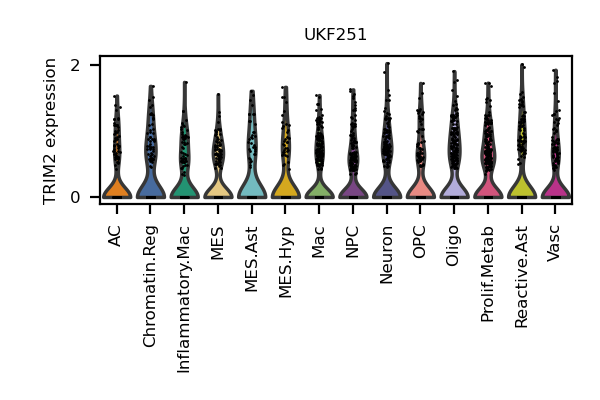 UKF251
TRIM2 expression
2
0
AC
Chromatin.Reg
Inflammatory.Mac
MES
MES.Ast
MES.Hyp
Mac
NPC
Neuron
OPC
Oligo
Prolif.Metab
Reactive.Ast
Vasc